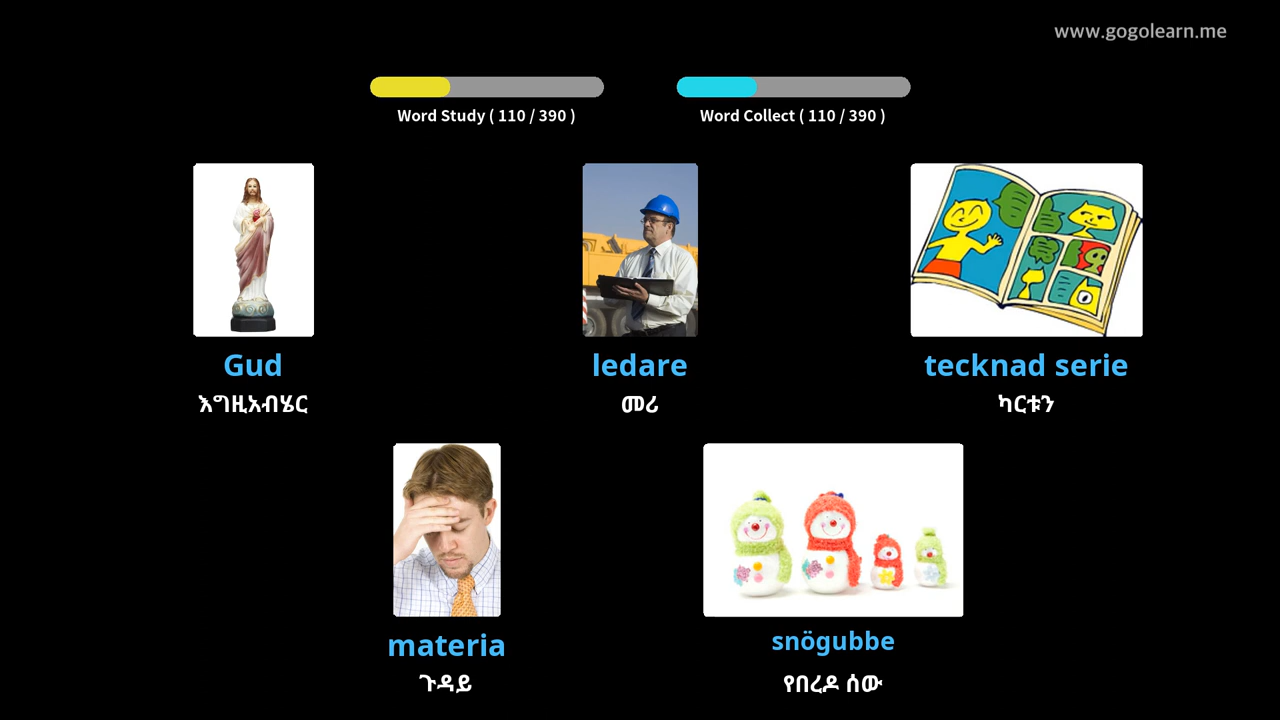 www.gogolearn.me
Word Study ( 110 / 390 )
Word Collect ( 110 / 390 )
Gud
እግዚአብሄር
ledare
መሪ
tecknad serie
ካርቱን
materia
ጉዳይ
snögubbe
የበረዶ ሰው